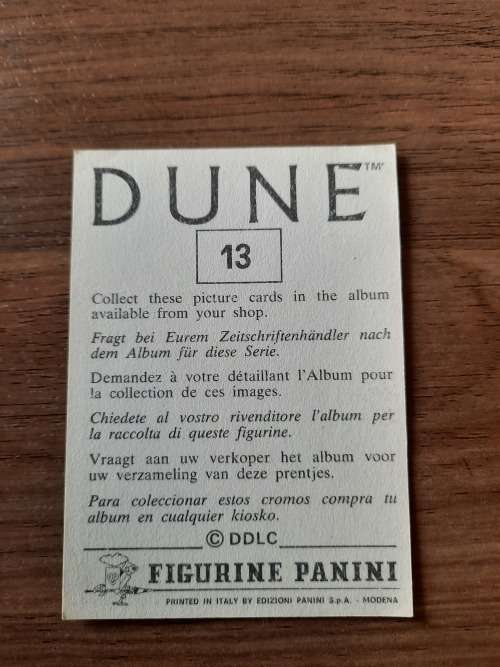 DUNE™
13
Collect these picture cards in the album
available from your shop.
Fragt bei Eurem Zeitschriftenhändler nach
dem Album für diese Serie.
Demandez à votre détaillant l'Album pour
la collection de ces images.
Chiedete al vostro rivenditore l'album per
la raccolta di queste figurine.
Vraagt aan uw verkoper het album voor
uw verzameling van deze prentjes.
Para coleccionar estos cromos compra tu
album en cualquier kiosko.
© DDLC
FIGURINE PANINI
PRINTED IN ITALY BY EDIZIONI PANINI S.p.A. - MODENA